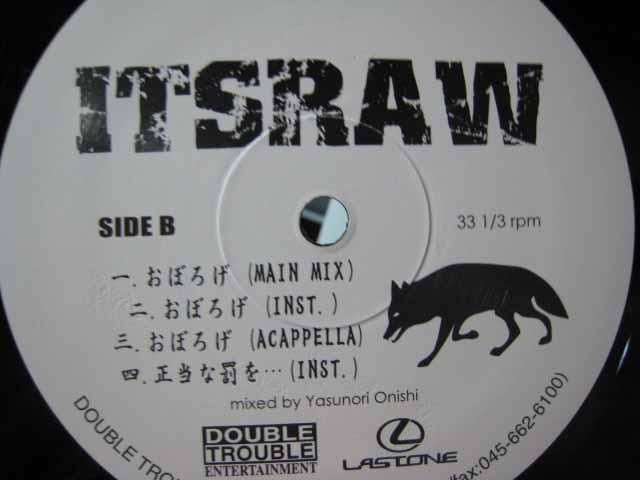 ITSRAW
SIDE B
33 1/3 rpm
一. おぼろげ (MAIN MIX)
二. おぼろげ (INST.)
三. おぼろげ (ACAPPELLA)
四. 正当な罰を…(INST.)
mixed by Yasunori Onishi
DOUBLE TROUBLE ENTERTAINMENT
LASTONE
DOUBLE TROU
fax:045-662-6100)